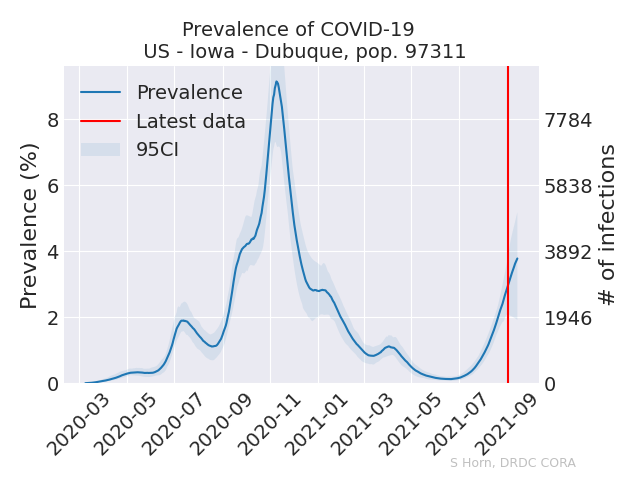 Prevalence of COVID-19
US - Iowa - Dubuque, pop. 97311
Prevalence
Latest data
95CI
Prevalence (%)
8
6
4
2
0
7784
5838
3892
1946
0
# of infections
2020-03
2020-05
2020-07
2020-09
2020-11
2021-01
2021-03
2021-05
2021-07
2021-09
S Horn, DRDC CORA